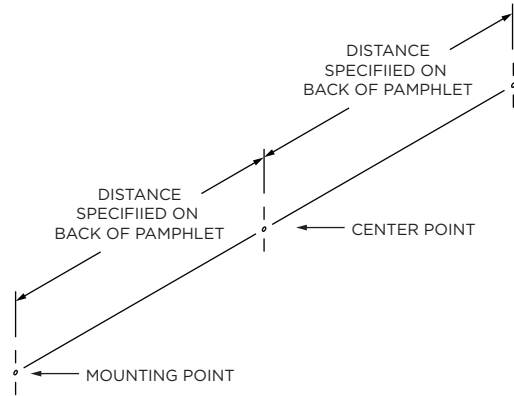 DISTANCE
SPECIFIIED ON
BACK OF PAMPHLET
DISTANCE
SPECIFIIED ON
BACK OF PAMPHLET
CENTER POINT
MOUNTING POINT